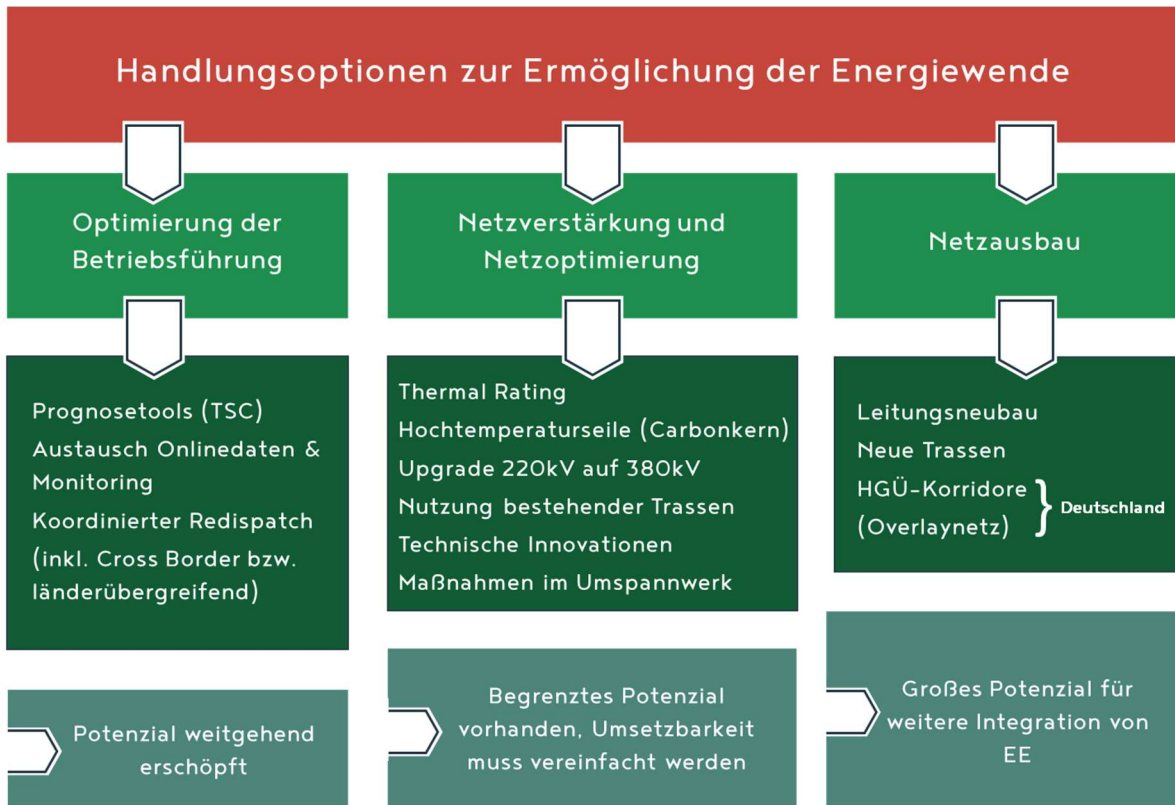 Handlungsoptionen zur Ermöglichung der Energiewende
Optimierung der
Betriebsführung
Prognosetools (TSC)
Austausch Onlinedaten &
Monitoring
Koordinierter Redispatch
(inkl. Cross Border bzw.
länderübergreifend)
Potenzial weitgehend
erschöpft
Netzverstärkung und
Netzoptimierung
Thermal Rating
Hochtemperaturseile (Carbonkern)
Upgrade 220kV auf 380kV
Nutzung bestehender Trassen
Technische Innovationen
Maßnahmen im Umspannwerk
Begrenztes Potenzial
vorhanden, Umsetzbarkeit
muss vereinfacht werden
Netzausbau
Leitungsneubau
Neue Trassen
HGÜ-Korridore
(Overlaynetz)
Deutschland
Großes Potenzial für
weitere Integration von
EE